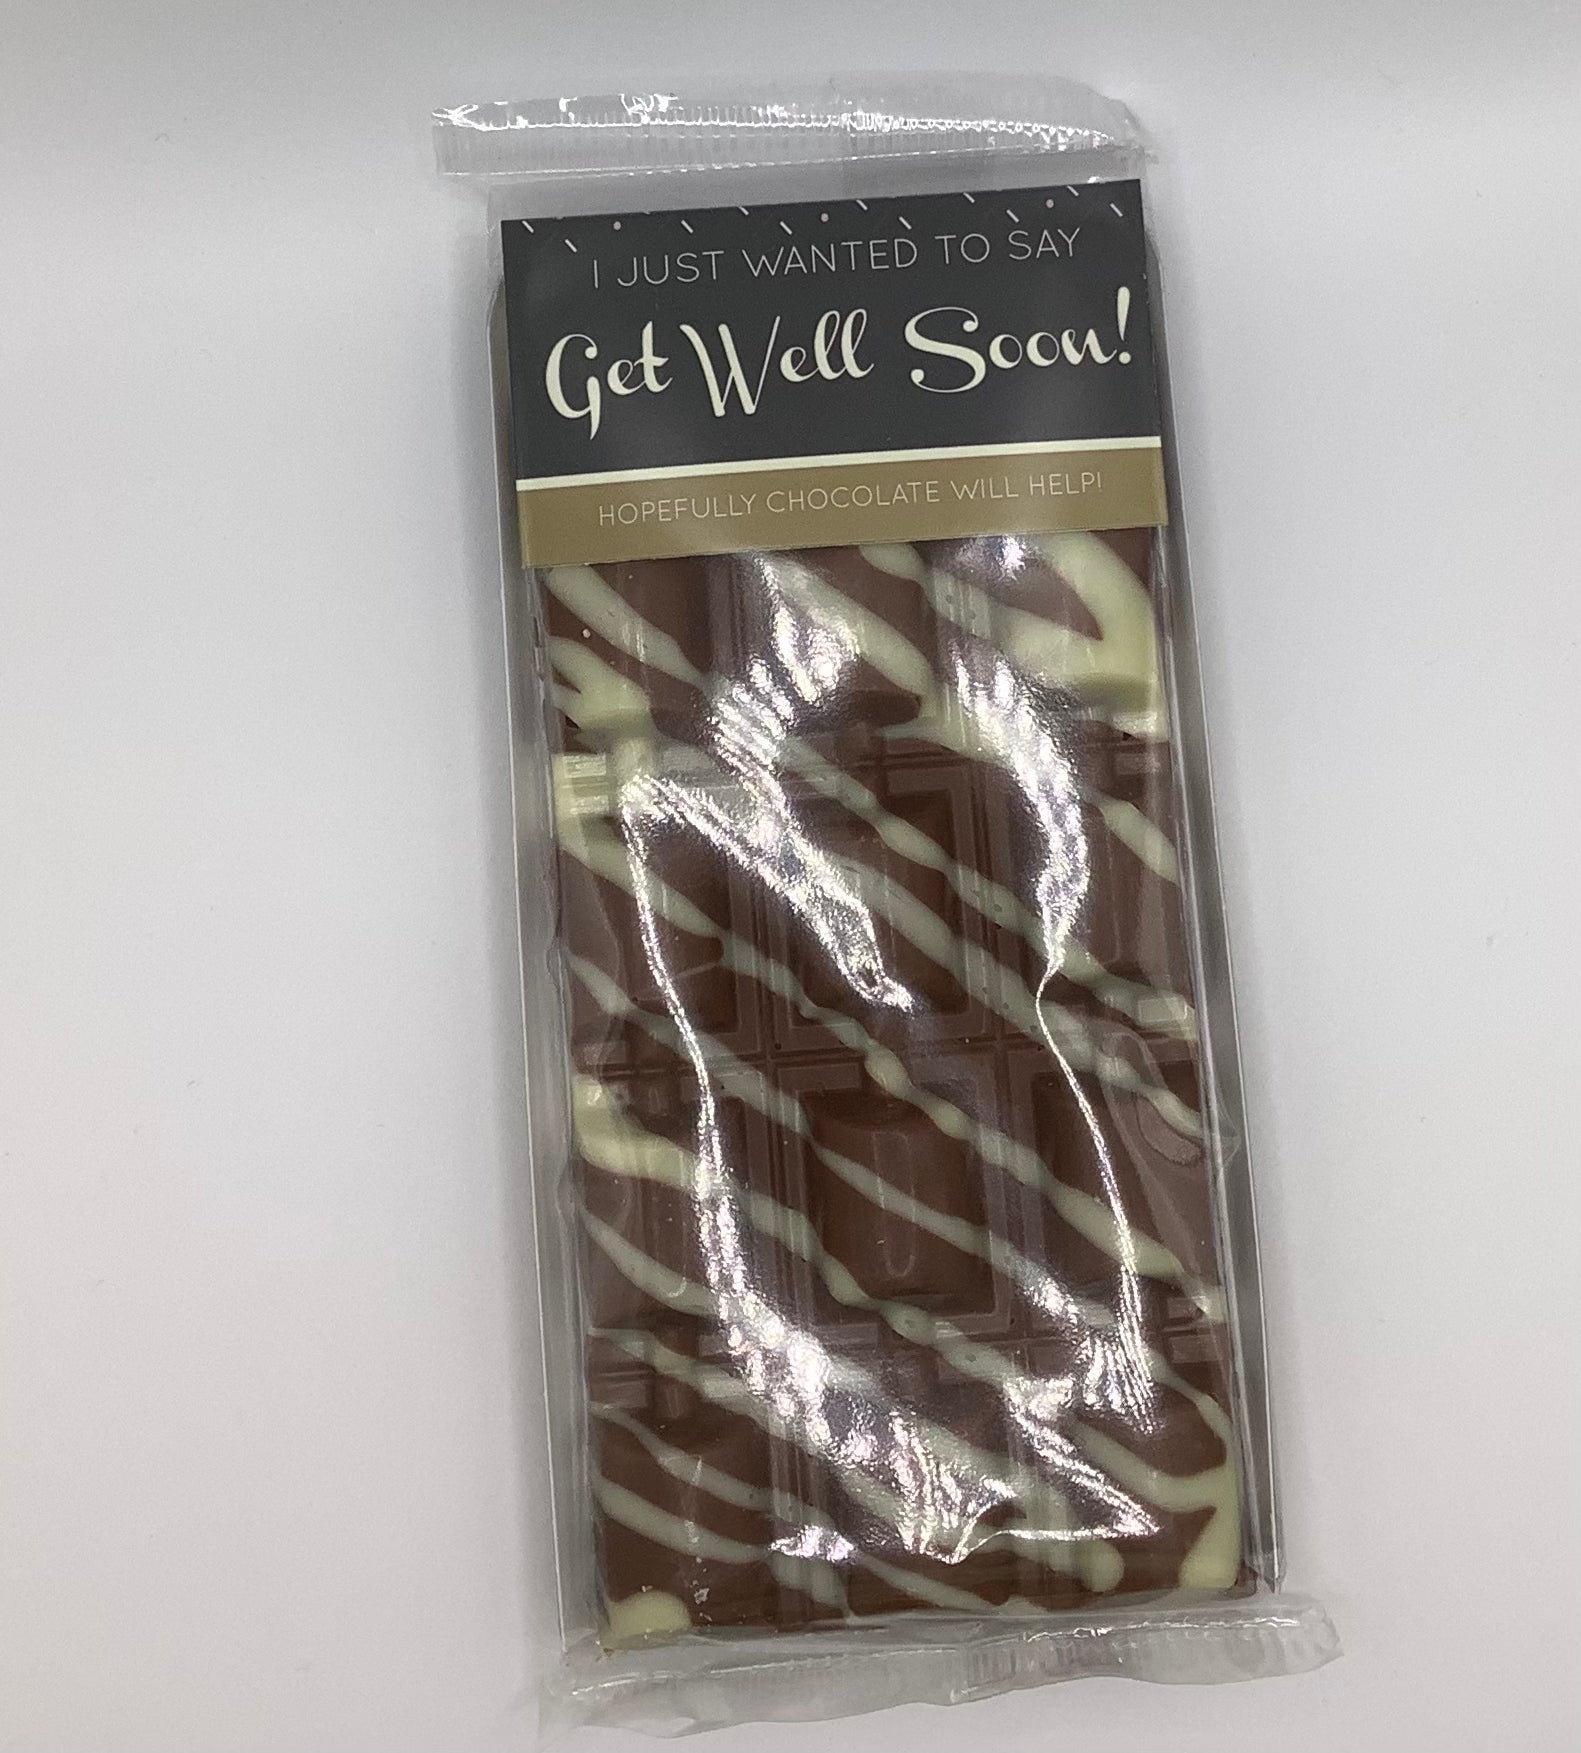 I JUST WANTED TO SAY
Get Well Soon!
HOPEFULLY CHOCOLATE WILL HELP!